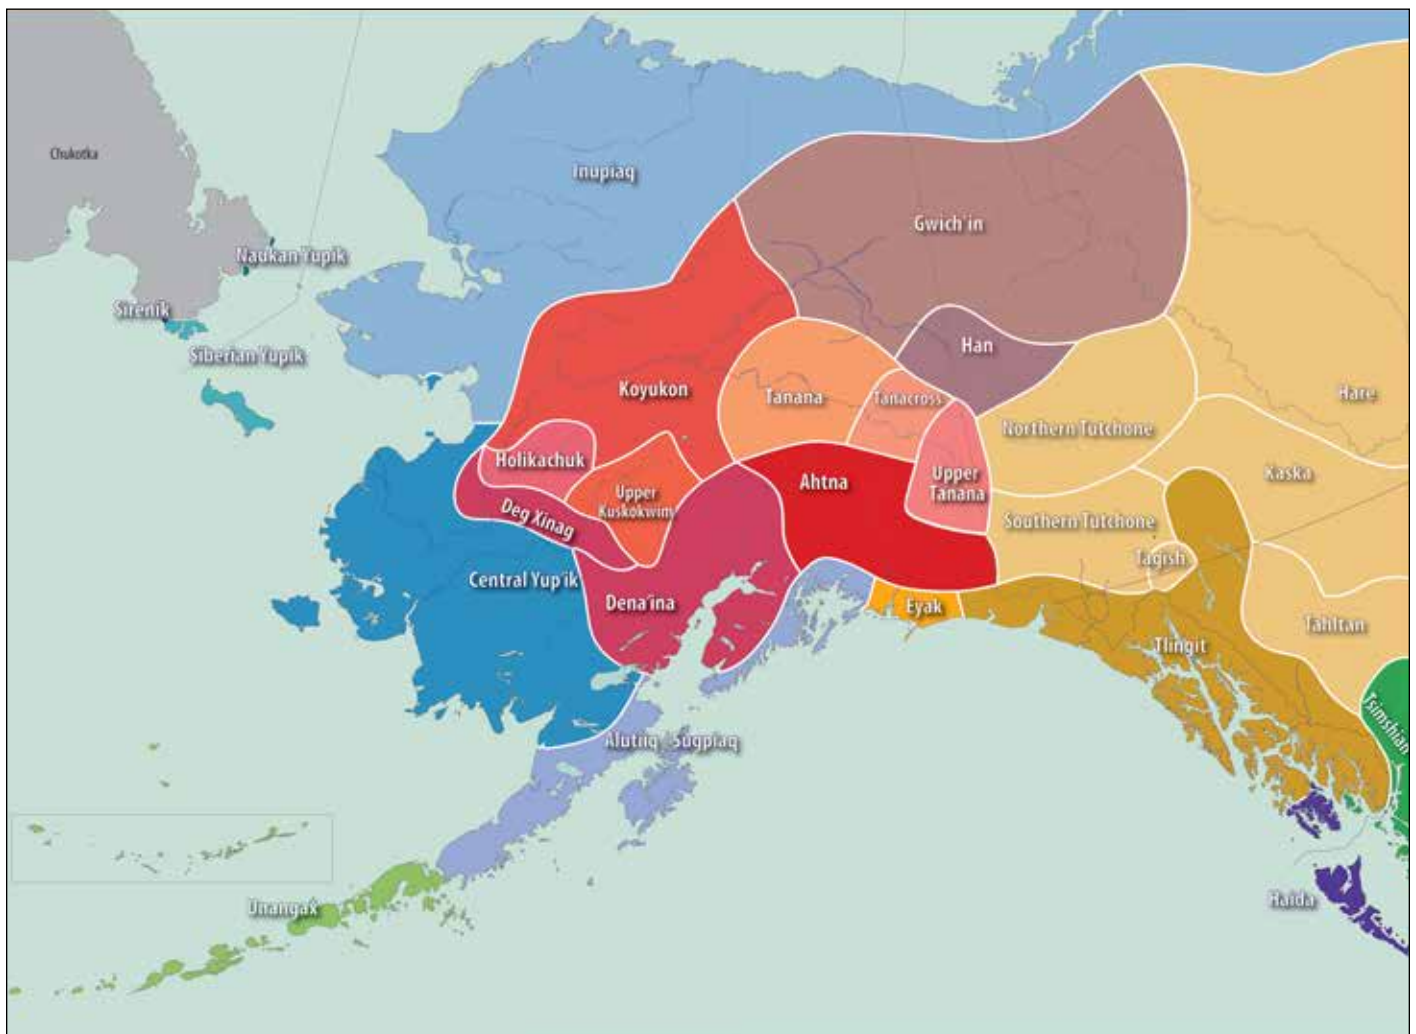 Chukotka
Inupiaq
Gwich'in
Naukan Yupik
Sirenik
Siberian Yupik
Han
Koyukon
Tanana
Tanacross
Hare
Northern Tutchone
Holikachuk
Kaska
Upper
Kuskokwim
Ahtna
Upper
Tanana
Deg Xinag
Southern Tutchone
Tagish
Central Yup'ik
Dena'ina
Eyak
Tahltan
Tlingit
Tsimshian
Alutiiq / Sugpiaq
Unangax
Haida